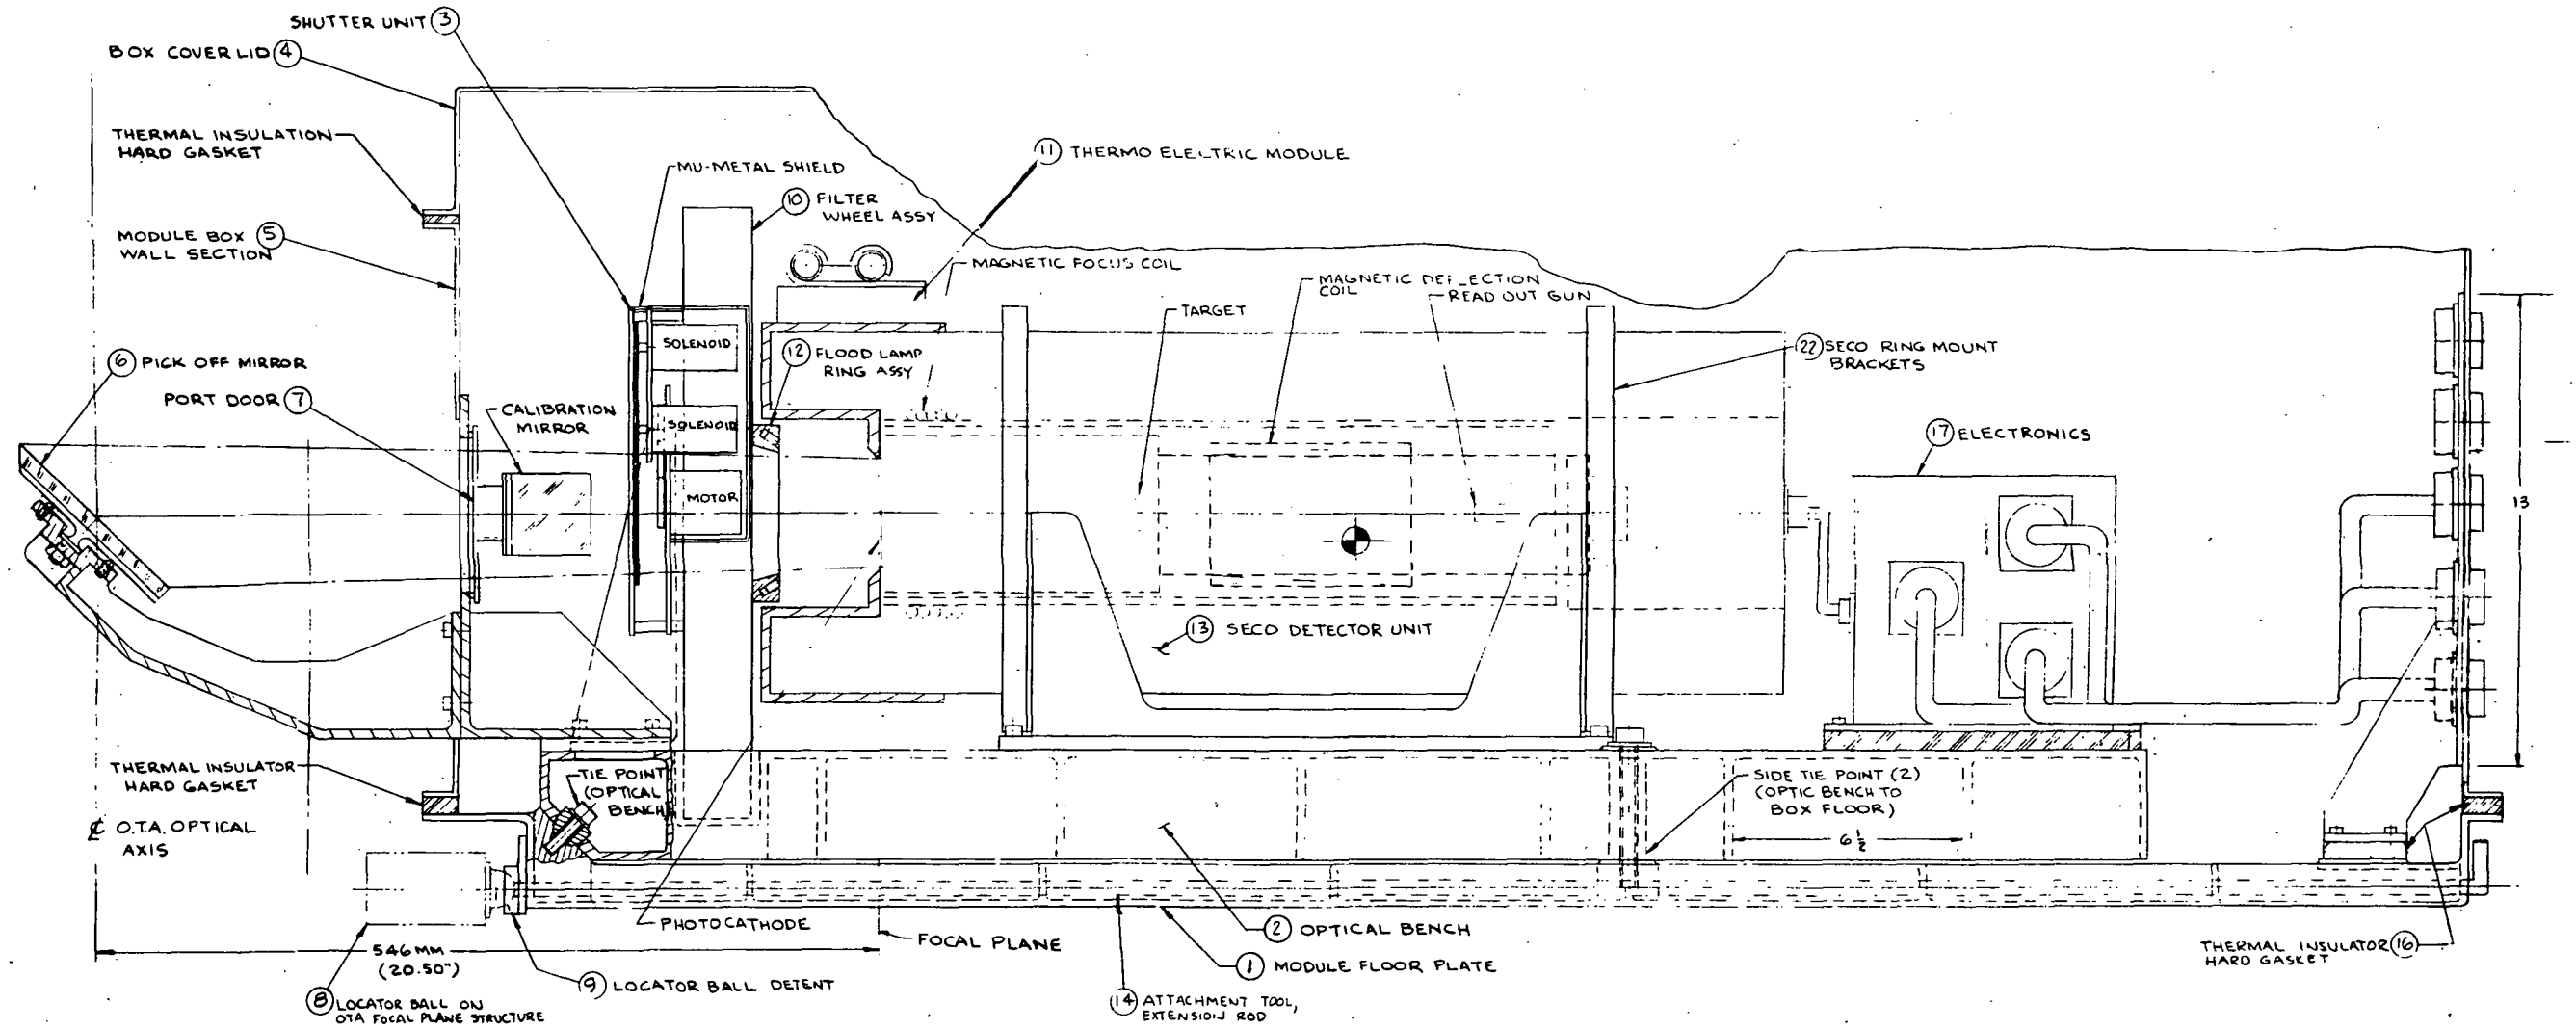 SHUTTER UNIT 3
BOX COVER LID 4
THERMAL INSULATION
HARD GASKET
MODULE BOX 5
WALL SECTION
6 PICK OFF MIRROR
PORT DOOR 7
CALIBRATION
MIRROR
MU-METAL SHIELD
10 FILTER
WHEEL ASSY
11 THERMO ELECTRIC MODULE
MAGNETIC FOCUS COIL
MAGNETIC DEFLECTION
COIL
READ OUT GUN
TARGET
SOLENOID
12 FLOOD LAMP
RING ASSY
SOLENOID
MOTOR
22 SECO RING MOUNT
BRACKETS
17 ELECTRONICS
13
13 SECO DETECTOR UNIT
THERMAL INSULATOR
HARD GASKET
TIE POINT
(OPTICAL
BENCH)
SIDE TIE POINT (2)
(OPTIC BENCH TO
BOX FLOOR)
6 1/2
℄ O.T.A. OPTICAL
AXIS
PHOTOCATHODE
FOCAL PLANE
2 OPTICAL BENCH
1 MODULE FLOOR PLATE
14 ATTACHMENT TOOL,
EXTENSION ROD
THERMAL INSULATOR 16
HARD GASKET
546 MM
(20.50")
9 LOCATOR BALL DETENT
8 LOCATOR BALL ON
OTA FOCAL PLANE STRUCTURE